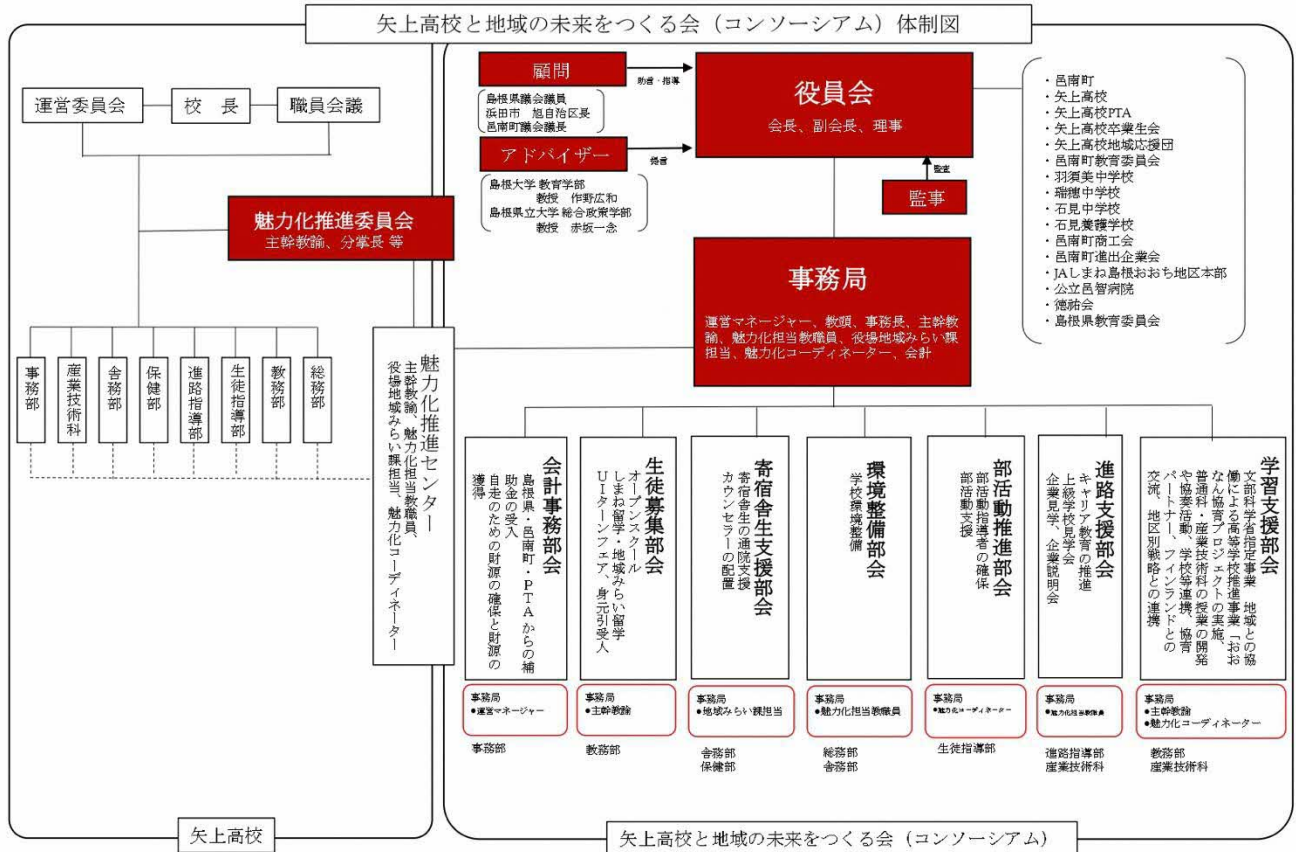 矢上高校と地域の未来をつくる会（コンソーシアム）体制図
運営委員会
校　長
職員会議
魅力化推進委員会
主幹教諭、分掌長 等
事務部
産業技術科
舎務部
保健部
進路指導部
生徒指導部
教務部
総務部
魅力化推進センター
主幹教諭、魅力化担当教職員、
役場地域みらい課担当、魅力化コーディネーター
矢上高校
顧問
助言・指導
島根県議会議員
浜田市　旭自治区長
邑南町議会議長
アドバイザー
島根大学 教育学部
教授　作野広和
島根県立大学 総合政策学部
教授　赤坂一念
役員会
会長、副会長、理事
監査
監事
・邑南町
・矢上高校
・矢上高校PTA
・矢上高校卒業生会
・矢上高校地域応援団
・邑南町教育委員会
・羽須美中学校
・瑞穂中学校
・石見中学校
・石見養護学校
・邑南町商工会
・邑南町進出企業会
・JAしまね島根おおち地区本部
・公立邑智病院
・徳祐会
・島根県教育委員会
事務局
運営マネージャー、教頭、事務長、主幹教
諭、魅力化担当教職員、役場地域みらい課
担当、魅力化コーディネーター、会計
会計事務部会
島根県・邑南町・PTAからの補
助金の受入
自走のための財源の確保と財源の
獲得
事務局
●運営マネージャー
事務部
生徒募集部会
オープンスクール
しまね留学・地域みらい留学
UIターンフェア、身元引受人
事務局
●主幹教諭
教務部
寄宿舎生支援部会
寄宿舎生の通院支援
カウンセラーの配置
事務局
●地域みらい課担当
舎務部
保健部
環境整備部会
学校環境整備
事務局
●魅力化担当教職員
総務部
舎務部
部活動推進部会
部活動指導者の確保
部活動支援
事務局
●魅力化コーディネーター
生徒指導部
進路支援部会
キャリア教育の推進
上級学校見学会
企業見学、企業説明会
事務局
●魅力化担当教職員
進路指導部
産業技術科
学習支援部会
文部科学省指定事業　地域との協
働による高等学校推進事業「おお
なん協育プロジェクトの実施、
普通科・産業技術科の授業の開発
や協奏活動、学校等連携、協育
パートナー、フィンランドとの
交流、地区別戦略との連携
事務局
●主幹教諭
●魅力化コーディネーター
教務部
産業技術科
矢上高校と地域の未来をつくる会（コンソーシアム）